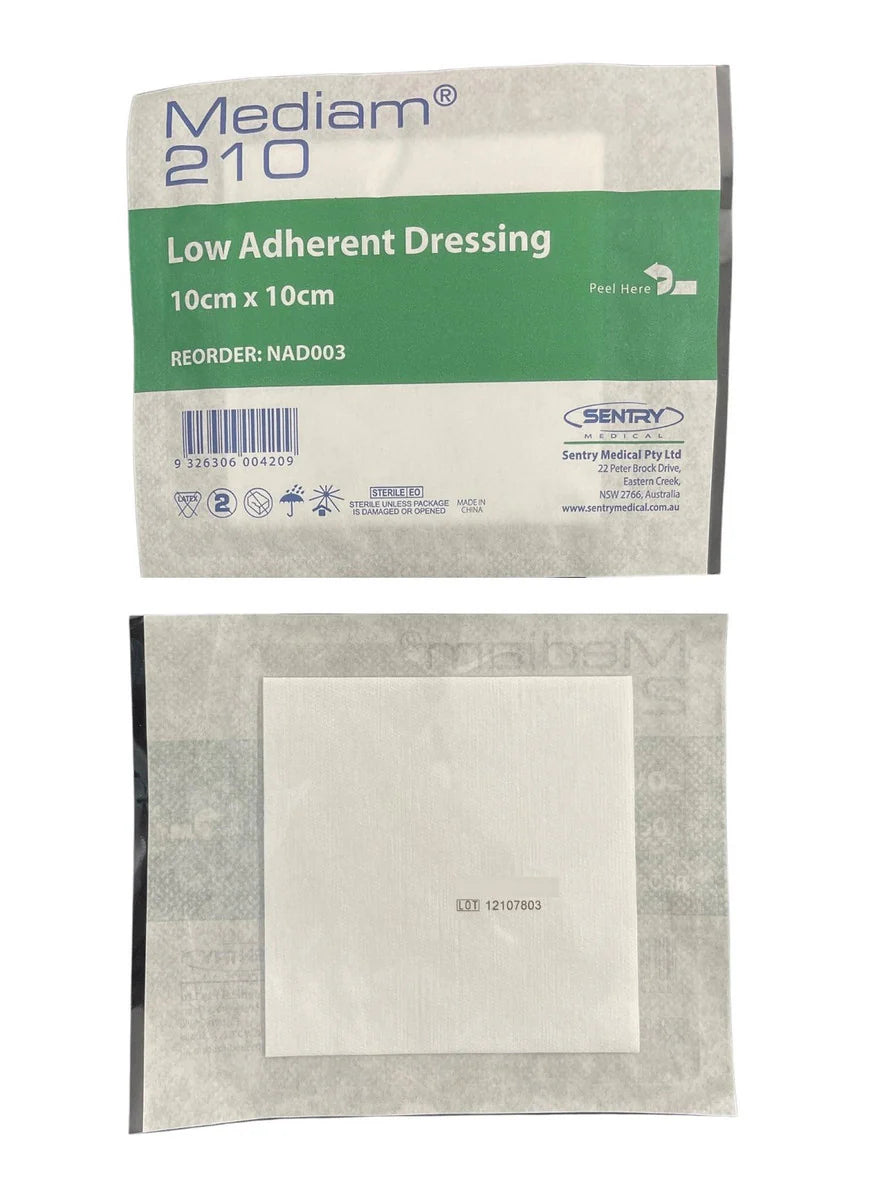 Mediam®
210
Low Adherent Dressing
10cm x 10cm
Peel Here
REORDER: NAD003
9 326306 004209
SENTRY
MEDICAL
Sentry Medical Pty Ltd
22 Peter Brock Drive,
Eastern Creek,
NSW 2766, Australia
www.sentrymedical.com.au
LATEX
2
STERILE EO
STERILE UNLESS PACKAGE
IS DAMAGED OR OPENED
MADE IN
CHINA
Mediam®
2
LOT 12107803